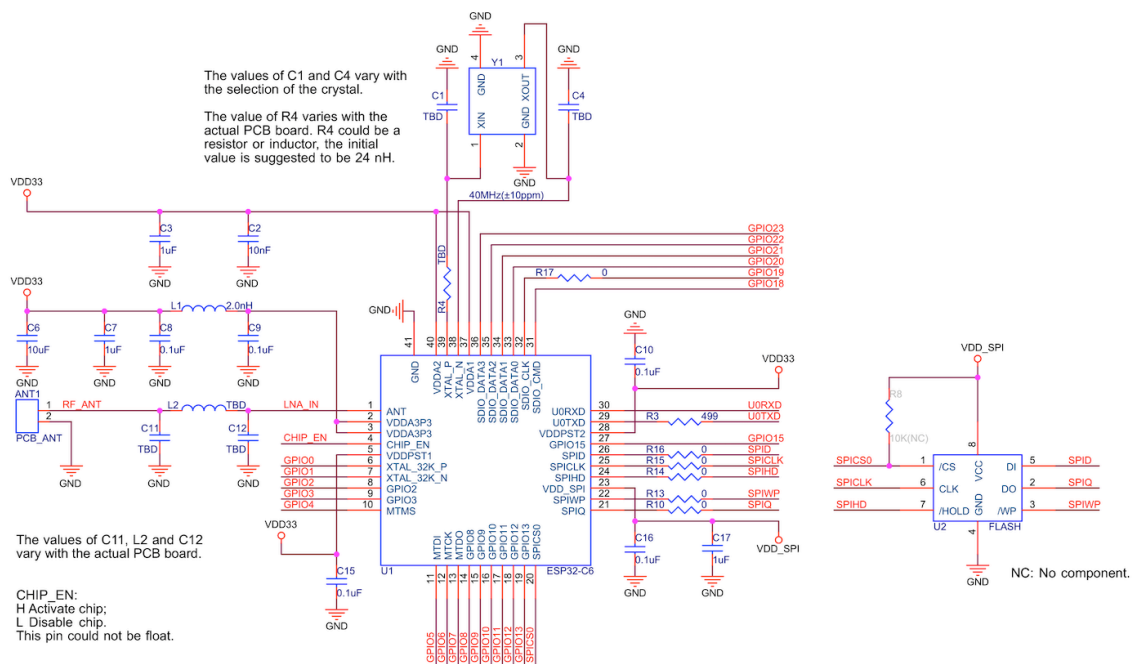 GND
GND
GND
4
3
GND
XOUT
Y1
C1
TBD
XIN
GND
C4
TBD
1
2
GND
40MHz(±10ppm)
The values of C1 and C4 vary with
the selection of the crystal.
The value of R4 varies with the
actual PCB board. R4 could be a
resistor or inductor, the initial
value is suggested to be 24 nH.
VDD33
C3
1uF
GND
C2
10nF
GND
TBD
R4
GPIO23
GPIO22
GPIO21
GPIO20
R17 0 GPIO19
GPIO18
VDD33
L1 2.0nH
C6
10uF
GND
C7
1uF
GND
C8
0.1uF
GND
C9
0.1uF
GND
GND
41 40 39 38 37 36 35 34 33 32 31
GND
VDDA2
XTAL_P
XTAL_N
VDDA1
SDIO_DATA3
SDIO_DATA2
SDIO_DATA1
SDIO_DATA0
SDIO_CLK
SDIO_CMD
GND
C10
0.1uF
VDD33
ANT1
1
2
PCB_ANT
RF_ANT
L2 TBD
LNA_IN
C11
TBD
C12
TBD
GND
GND
GND
CHIP_EN
GPIO0
GPIO1
GPIO2
GPIO3
GPIO4
1 ANT
2 VDDA3P3
3 VDDA3P3
4 CHIP_EN
5 VDDPST1
6 XTAL_32K_P
7 XTAL_32K_N
8 GPIO2
9 GPIO3
10 MTMS
U0RXD 30 U0RXD
U0TXD 29 R3 499 U0TXD
VDDPST2 28
GPIO15 27 GPIO15
SPID 26 R16 0 SPID
SPICLK 25 R15 0 SPICLK
SPIHD 24 R14 0 SPIHD
VDD_SPI 23
SPIWP 22 R13 0 SPIWP
SPIQ 21 R10 0 SPIQ
VDD33
C15
0.1uF
GND
U1
ESP32-C6
MTDI
MTCK
MTDO
GPIO8
GPIO9
GPIO10
GPIO11
GPIO12
GPIO13
SPICS0
11 12 13 14 15 16 17 18 19 20
GPIO5
GPIO6
GPIO7
GPIO8
GPIO9
GPIO10
GPIO11
GPIO12
GPIO13
SPICS0
C16
0.1uF
GND
C17
1uF
GND
VDD_SPI
VDD_SPI
R8
10K(NC)
8
VCC
SPICS0 1 /CS
SPICLK 6 CLK
SPIHD 7 /HOLD
DI 5 SPID
DO 2 SPIQ
/WP 3 SPIWP
GND
U2
FLASH
4
GND
NC: No component.
The values of C11, L2 and C12
vary with the actual PCB board.
CHIP_EN:
H Activate chip;
L Disable chip.
This pin could not be float.